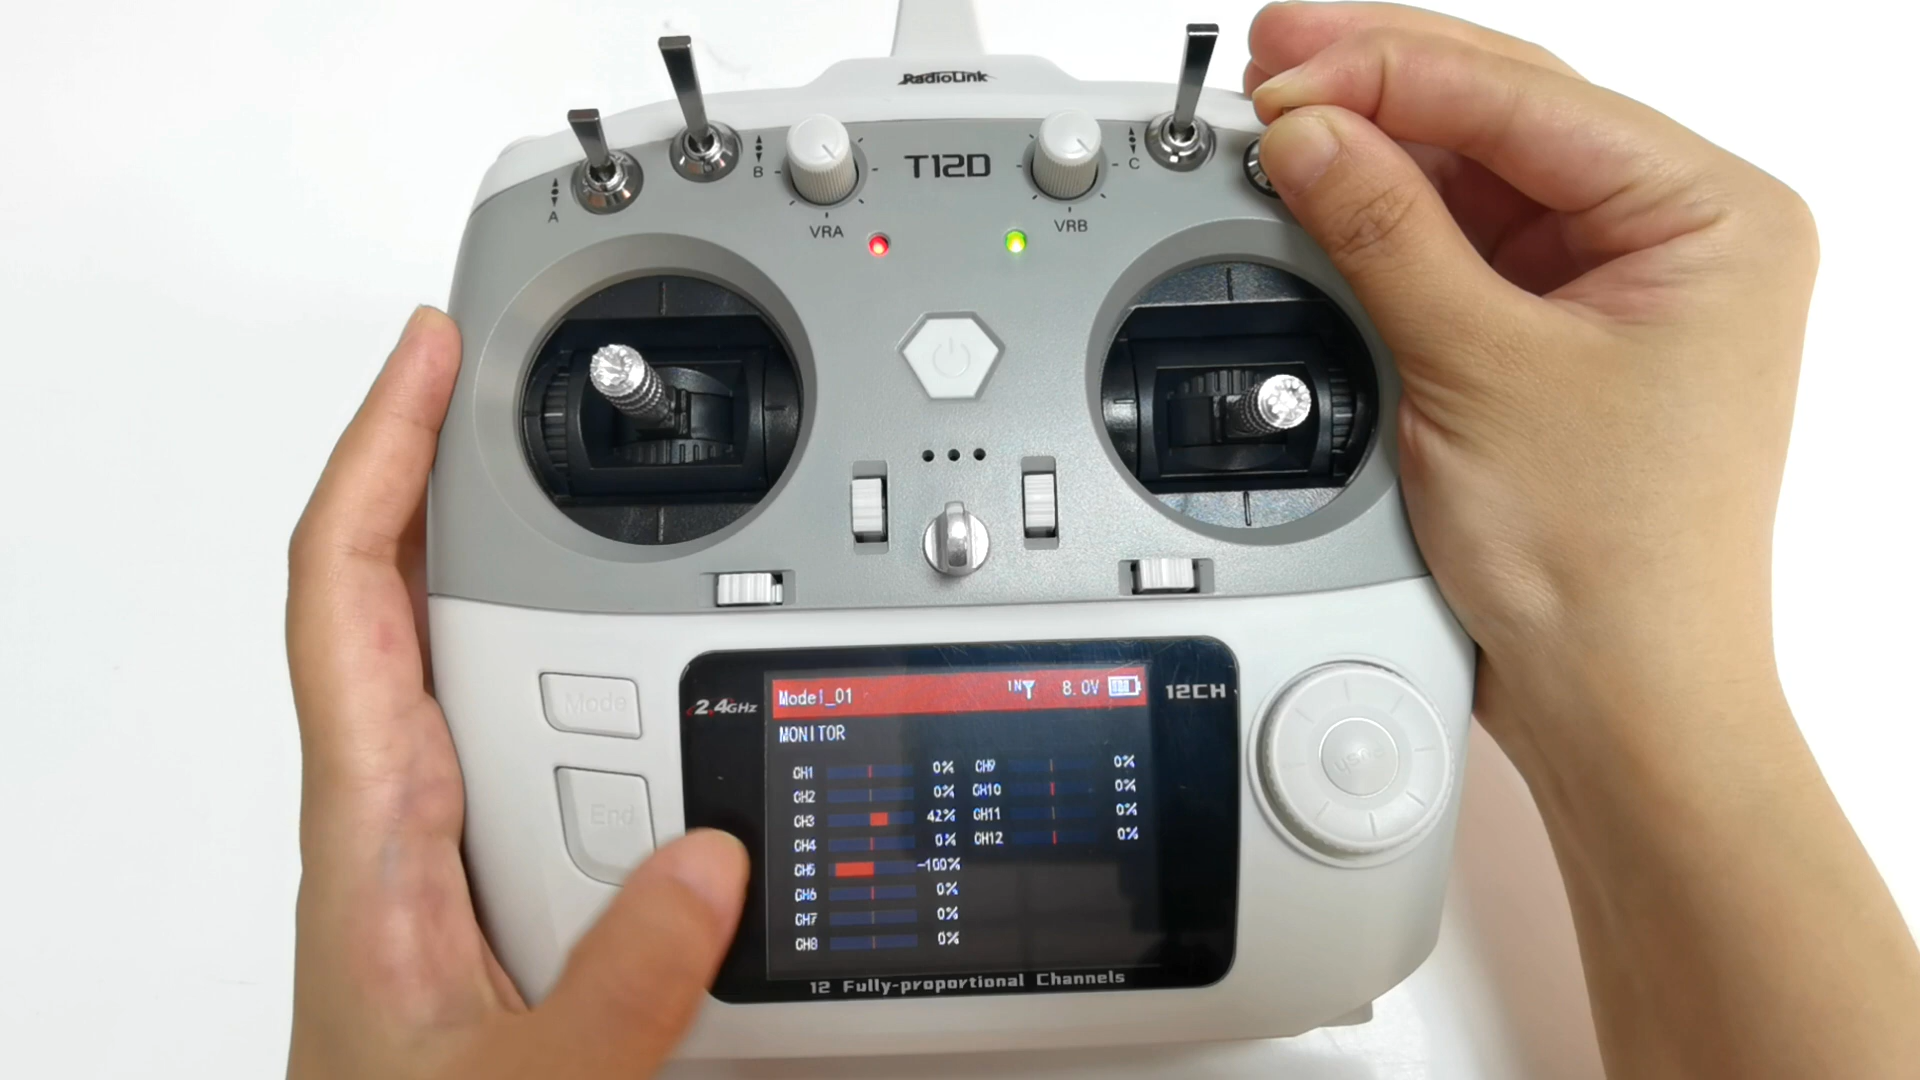 RadioLink
T12D
A
B
C
VRA
VRB
Mode
End
PUSH
2.4GHz
12CH
Model_01 8.0V
MONITOR
CH1 0% CH9 0%
CH2 0% CH10 0%
CH3 42% CH11 0%
CH4 0% CH12 0%
CH5 -100%
CH6 0%
CH7 0%
CH8 0%
12 Fully-proportional Channels